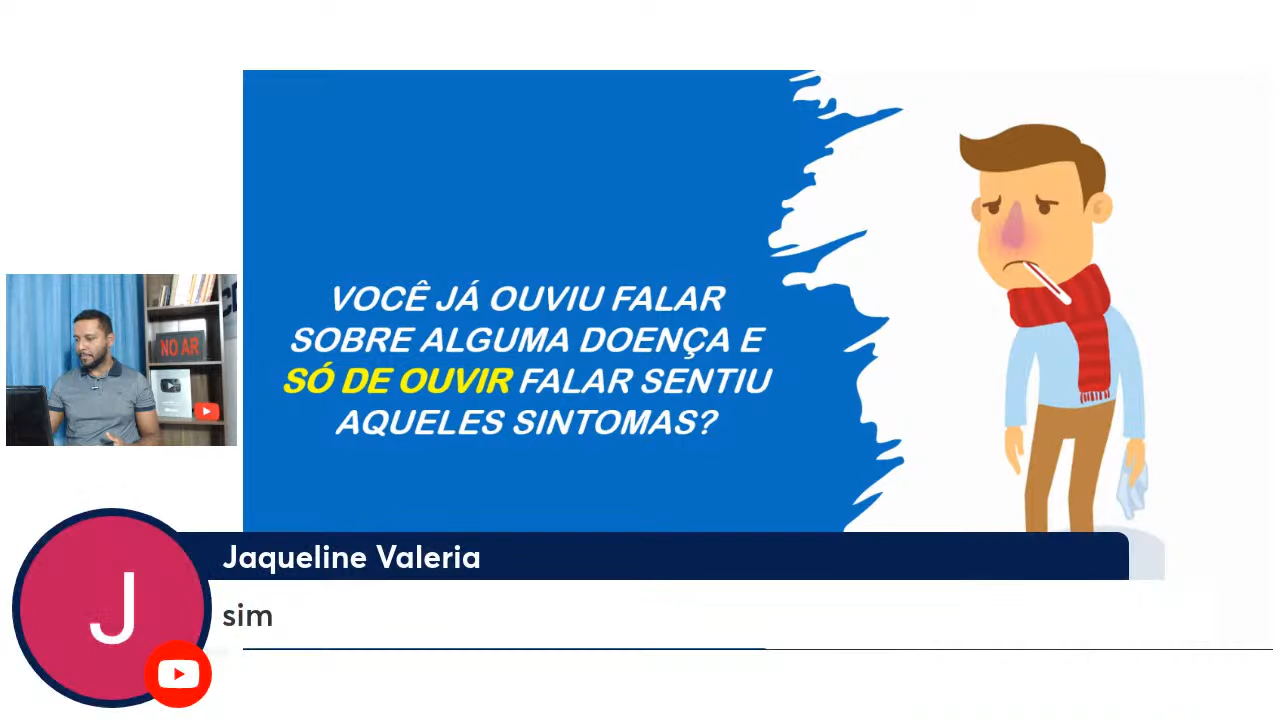 VOCÊ JÁ OUVIU FALAR
SOBRE ALGUMA DOENÇA E
SÓ DE OUVIR FALAR SENTIU
AQUELES SINTOMAS?
NO AR
J
Jaqueline Valeria
sim